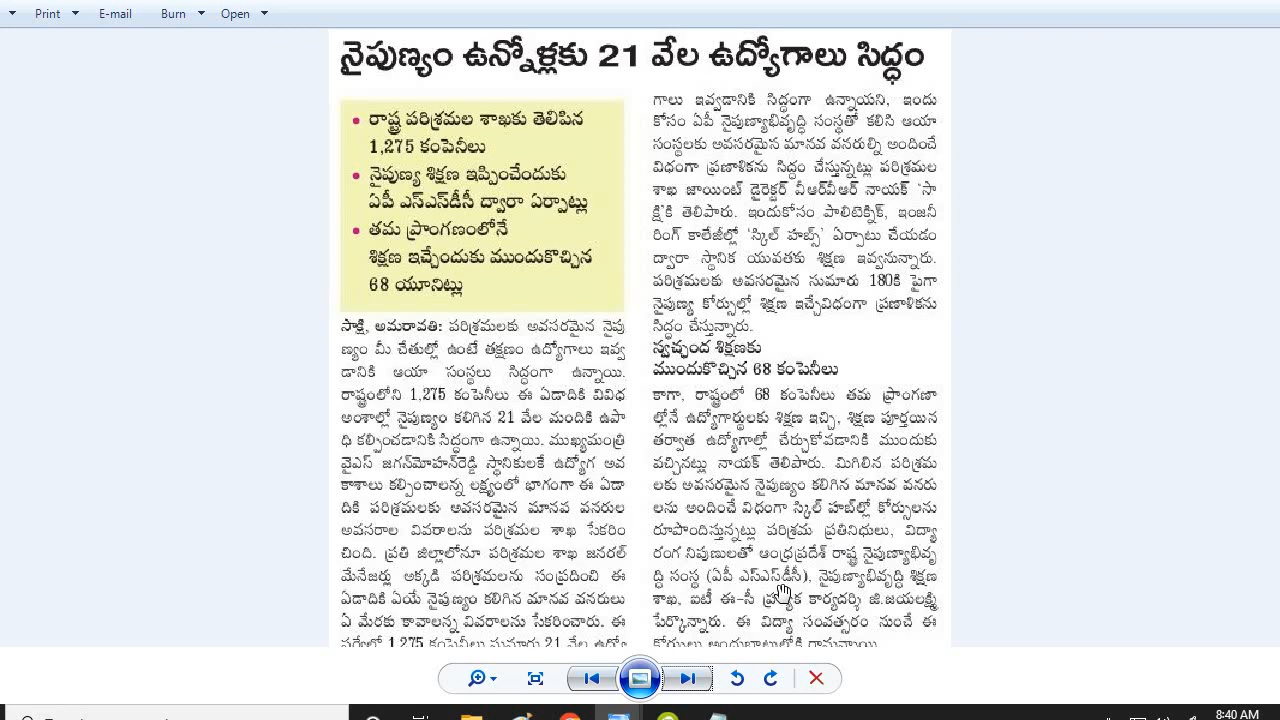 Print
E-mail
Burn
Open
నైపుణ్యం ఉన్నోళ్లకు 21 వేల ఉద్యోగాలు సిద్ధం
• రాష్ట్ర పరిశ్రమల శాఖకు తెలిపిన
1,275 కంపెనీలు
• నైపుణ్య శిక్షణ ఇప్పించేందుకు
ఏపీ ఎస్ఎస్‌డీసీ ద్వారా ఏర్పాట్లు
• తమ ప్రాంగణంలోనే
శిక్షణ ఇచ్చేందుకు ముందుకొచ్చిన
68 యూనిట్లు
సాక్షి, అమరావతి: పరిశ్రమలకు అవసరమైన నైపు
ణ్యం మీ చేతుల్లో ఉంటే తక్షణం ఉద్యోగాలు ఇవ్వ
డానికి ఆయా సంస్థలు సిద్ధంగా ఉన్నాయి.
రాష్ట్రంలోని 1,275 కంపెనీలు ఈ ఏడాదికి వివిధ
అంశాల్లో నైపుణ్యం కలిగిన 21 వేల మందికి ఉపా
ధి కల్పించడానికి సిద్ధంగా ఉన్నాయి. ముఖ్యమంత్రి
వైఎస్ జగన్‌మోహన్‌రెడ్డి స్థానికులకే ఉద్యోగ అవ
కాశాలు కల్పించాలన్న లక్ష్యంలో భాగంగా ఈ ఏడా
దికి పరిశ్రమలకు అవసరమైన మానవ వనరుల
అవసరాల వివరాలను పరిశ్రమల శాఖ సేకరిం
చింది. ప్రతి జిల్లాలోనూ పరిశ్రమల శాఖ జనరల్
మేనేజర్లు అక్కడి పరిశ్రమలను సంప్రదించి ఈ
ఏడాదికి ఏయే నైపుణ్యం కలిగిన మానవ వనరులు
ఏ మేరకు కావాలన్న వివరాలను సేకరించారు. ఈ
సర్వేలో 1,275 కంపెనీలు సుమారు 21 వేల ఉద్యో
గాలు ఇవ్వడానికి సిద్ధంగా ఉన్నాయని, ఇందు
కోసం ఏపీ నైపుణ్యాభివృద్ధి సంస్థతో కలిసి ఆయా
సంస్థలకు అవసరమైన మానవ వనరుల్ని అందించే
విధంగా ప్రణాళికను సిద్ధం చేస్తున్నట్లు పరిశ్రమల
శాఖ జాయింట్ డైరెక్టర్ వీఆర్‌వీఆర్ నాయక్ ‘సా
క్షి’కి తెలిపారు. ఇందుకోసం పాలిటెక్నిక్, ఇంజనీ
రింగ్ కాలేజీల్లో ‘స్కిల్ హబ్స్’ ఏర్పాటు చేయడం
ద్వారా స్థానిక యువతకు శిక్షణ ఇవ్వనున్నారు.
పరిశ్రమలకు అవసరమైన సుమారు 180కి పైగా
నైపుణ్య కోర్సుల్లో శిక్షణ ఇచ్చేవిధంగా ప్రణాళికను
సిద్ధం చేస్తున్నారు.
స్వచ్ఛంద శిక్షణకు
ముందుకొచ్చిన 68 కంపెనీలు
కాగా, రాష్ట్రంలో 68 కంపెనీలు తమ ప్రాంగణా
ల్లోనే ఉద్యోగార్థులకు శిక్షణ ఇచ్చి, శిక్షణ పూర్తయిన
తర్వాత ఉద్యోగాల్లో చేర్చుకోవడానికి ముందుకు
వచ్చినట్లు నాయక్ తెలిపారు. మిగిలిన పరిశ్రమ
లకు అవసరమైన నైపుణ్యం కలిగిన మానవ వనరు
లను అందించే విధంగా స్కిల్ హబ్‌ల్లో కోర్సులను
రూపొందిస్తున్నట్లు పరిశ్రమ ప్రతినిధులు, విద్యా
రంగ నిపుణులతో ఆంధ్రప్రదేశ్ రాష్ట్ర నైపుణ్యాభివృ
ద్ధి సంస్థ (ఏపీ ఎస్ఎస్‌డీసీ), నైపుణ్యాభివృద్ధి శిక్షణ
శాఖ, ఐటీ ఈ-సీ ప్రత్యేక కార్యదర్శి జి.జయలక్ష్మి
పేర్కొన్నారు. ఈ విద్యా సంవత్సరం నుంచే ఈ
కోర్సులు అందుబాటులోకి రానున్నాయి.
8:40 AM